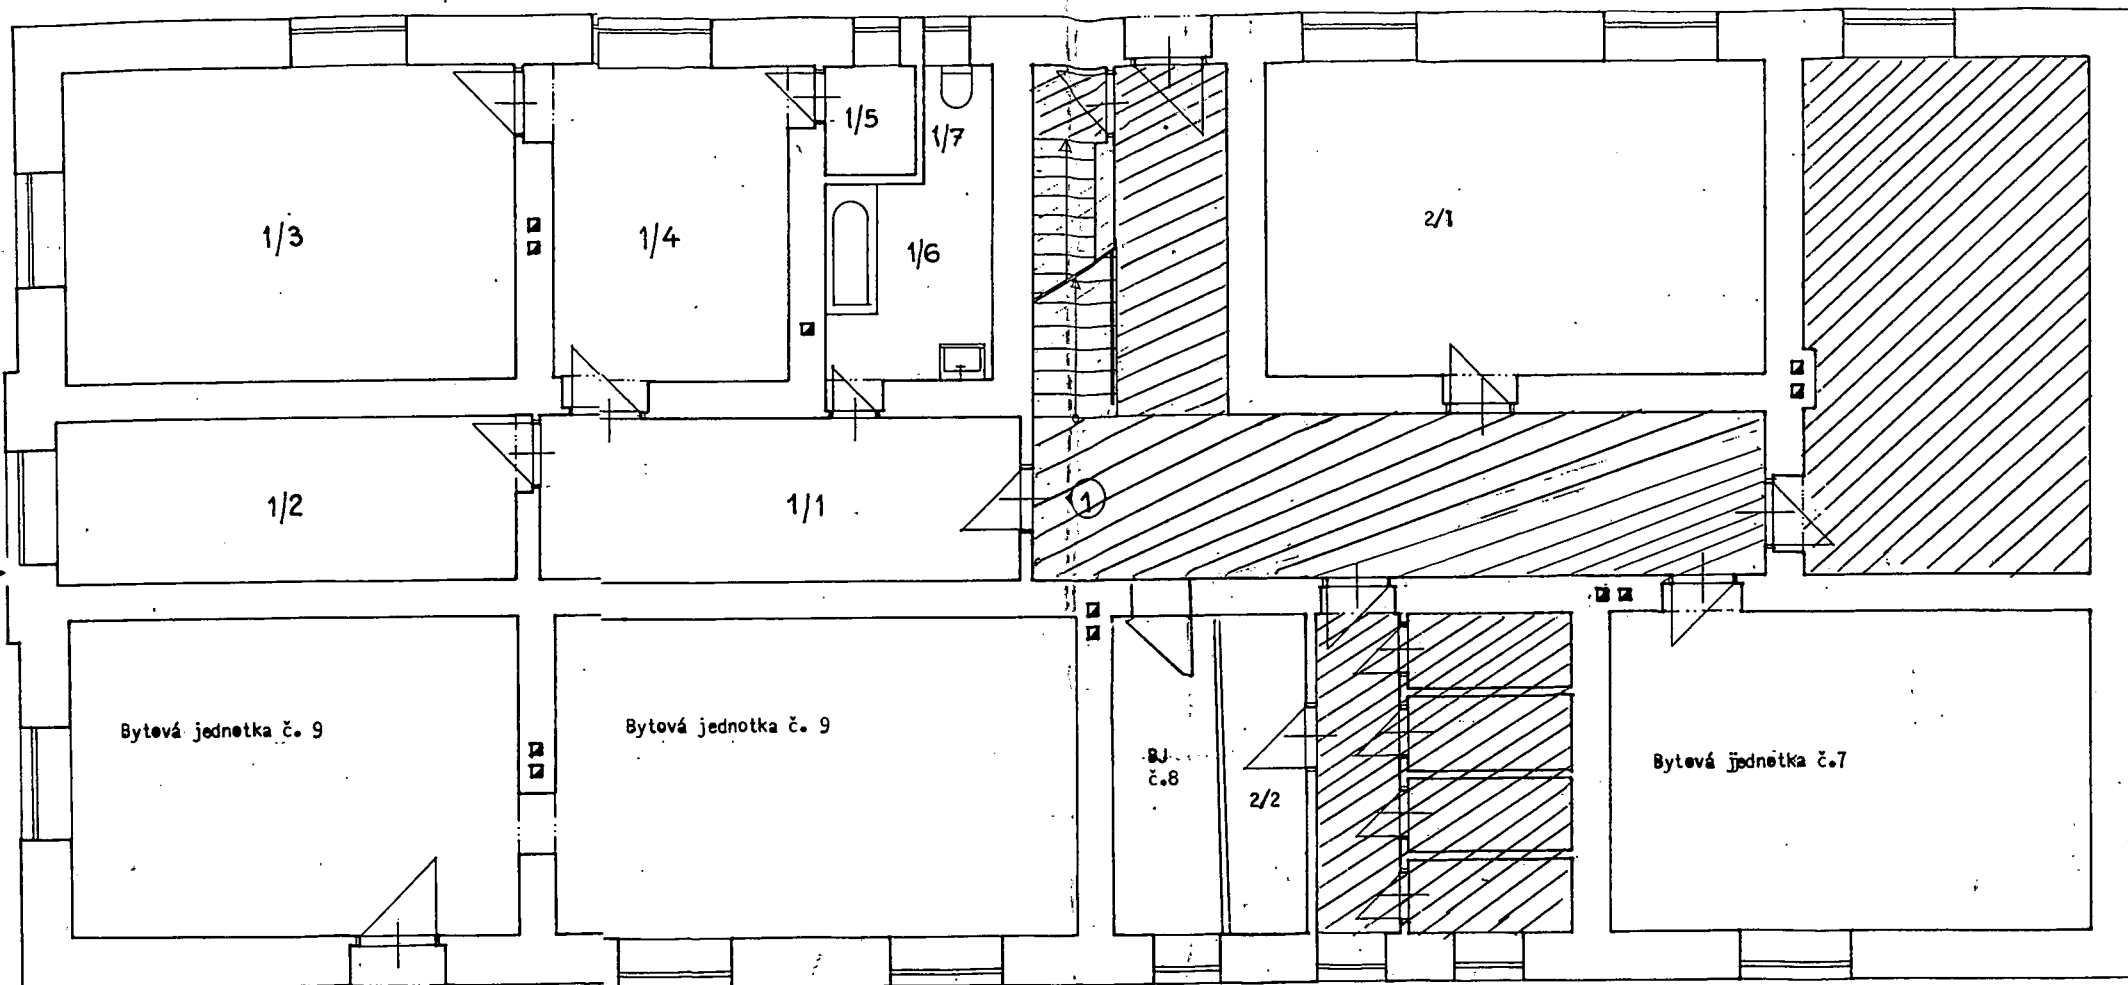 1/5
1/7
1/3
1/4
1/6
2/1
1/2
1/1
1
Bytová jednotka č. 9
Bytová jednotka č. 9
BJ
č.8
2/2
Bytová jednotka č.7